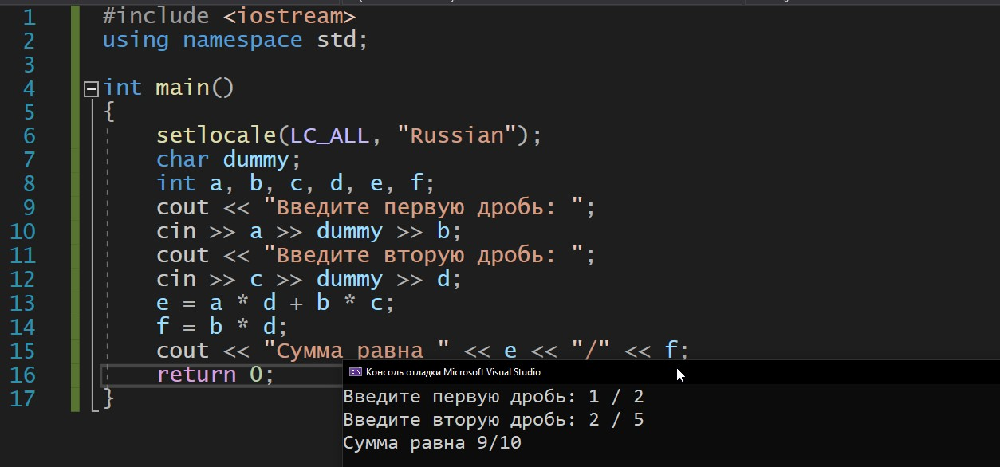 1 #include <iostream>
2 using namespace std;
3
4 int main()
5 {
6 setlocale(LC_ALL, "Russian");
7 char dummy;
8 int a, b, c, d, e, f;
9 cout << "Введите первую дробь: ";
10 cin >> a >> dummy >> b;
11 cout << "Введите вторую дробь: ";
12 cin >> c >> dummy >> d;
13 e = a * d + b * c;
14 f = b * d;
15 cout << "Сумма равна " << e << "/" << f;
16 return 0;
17 }
Консоль отладки Microsoft Visual Studio
Введите первую дробь: 1 / 2
Введите вторую дробь: 2 / 5
Сумма равна 9/10